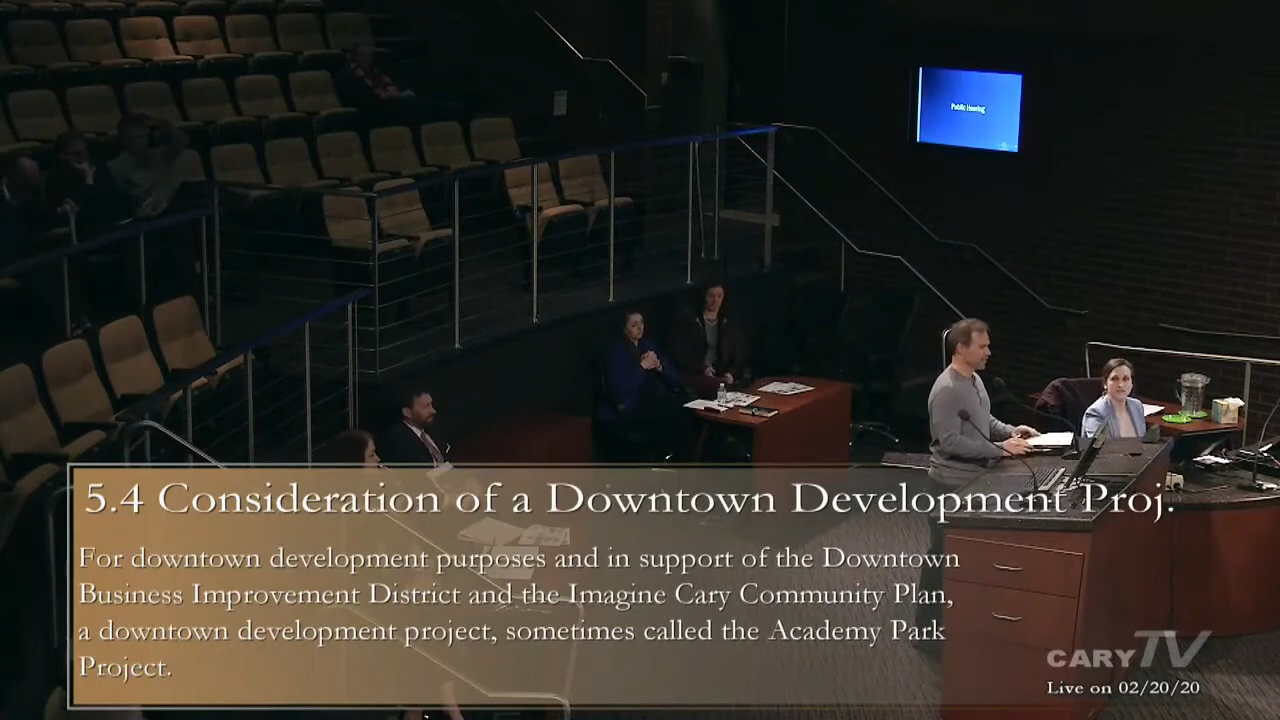 Public Hearing
5.4 Consideration of a Downtown Development Proj.
For downtown development purposes and in support of the Downtown
Business Improvement District and the Imagine Cary Community Plan,
a downtown development project, sometimes called the Academy Park
Project.
CARYTV
Live on 02/20/20